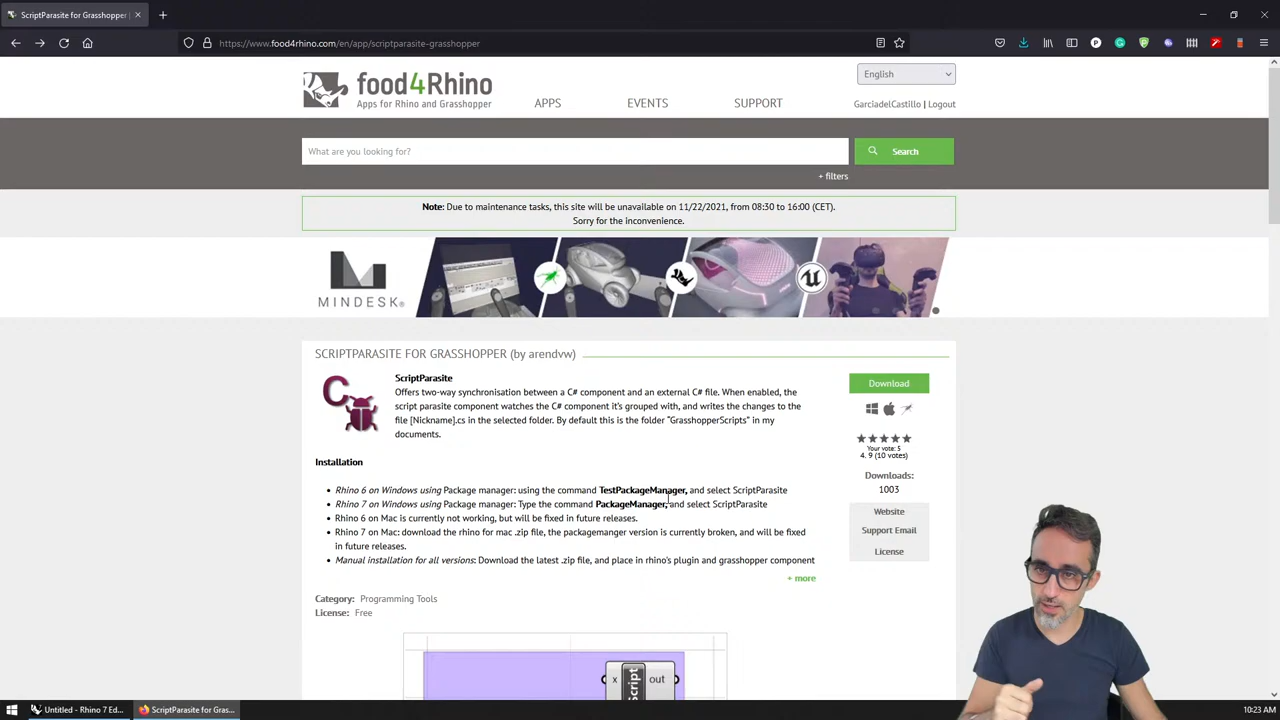 ScriptParasite for Grasshopper
https://www.food4rhino.com/en/app/scriptparasite-grasshopper
food4Rhino
Apps for Rhino and Grasshopper
APPS
EVENTS
SUPPORT
English
GarciadelCastillo | Logout
What are you looking for?
Search
+ filters
Note: Due to maintenance tasks, this site will be unavailable on 11/22/2021, from 08:30 to 16:00 (CET).
Sorry for the inconvenience.
MINDESK
SCRIPTPARASITE FOR GRASSHOPPER (by arendvw)
ScriptParasite
Offers two-way synchronisation between a C# component and an external C# file. When enabled, the
script parasite component watches the C# component it's grouped with, and writes the changes to the
file [Nickname].cs in the selected folder. By default this is the folder "GrasshopperScripts" in my
documents.
Download
Your vote: 5
4. 9 (10 votes)
Downloads:
1003
Website
Support Email
License
Installation
• Rhino 6 on Windows using Package manager: using the command TestPackageManager, and select ScriptParasite
• Rhino 7 on Windows using Package manager: Type the command PackageManager, and select ScriptParasite
• Rhino 6 on Mac is currently not working, but will be fixed in future releases.
• Rhino 7 on Mac: download the rhino for mac .zip file, the packagemanger version is currently broken, and will be fixed
in future releases.
• Manual installation for all versions: Download the latest .zip file, and place in rhino's plugin and grasshopper component
+ more
Category: Programming Tools
License: Free
x
Script
out
Untitled - Rhino 7 Ed...
ScriptParasite for Gras...
10:23 AM